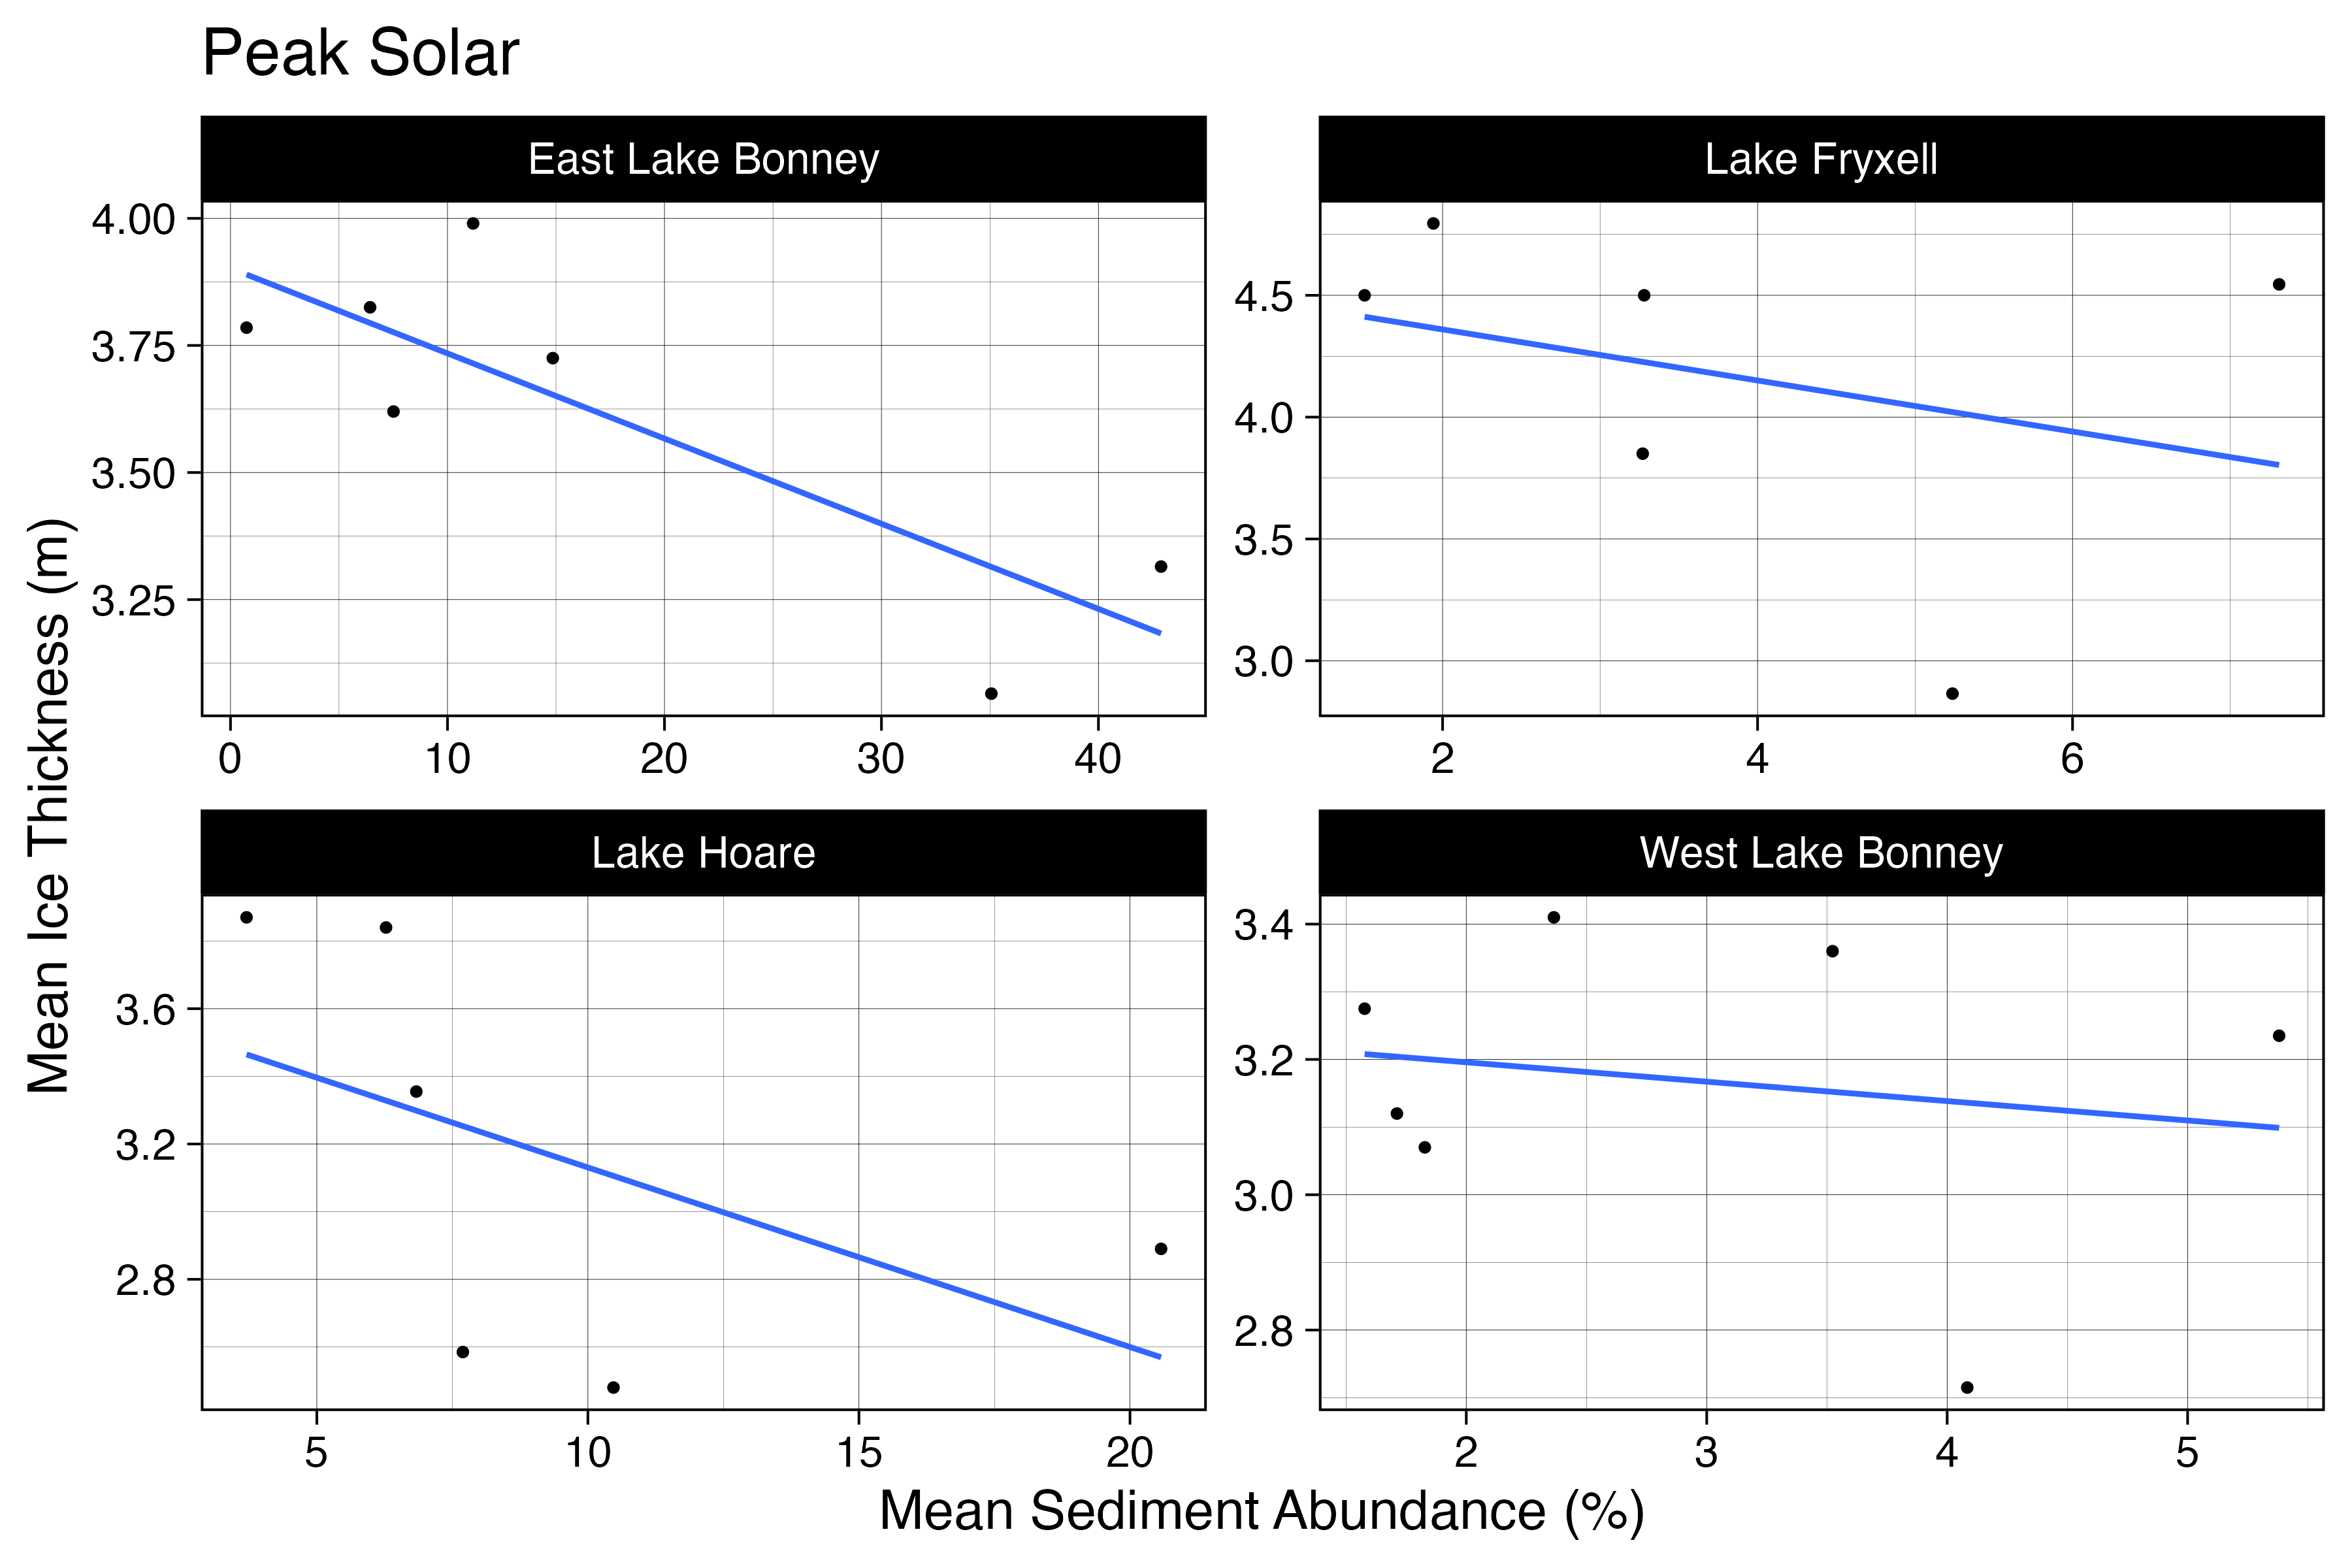 Peak Solar
East Lake Bonney
Lake Fryxell
4.00
3.75
3.50
3.25
0 10 20 30 40
4.5
4.0
3.5
3.0
2 4 6
Lake Hoare
West Lake Bonney
3.6
3.2
2.8
5 10 15 20
3.4
3.2
3.0
2.8
2 3 4 5
Mean Ice Thickness (m)
Mean Sediment Abundance (%)